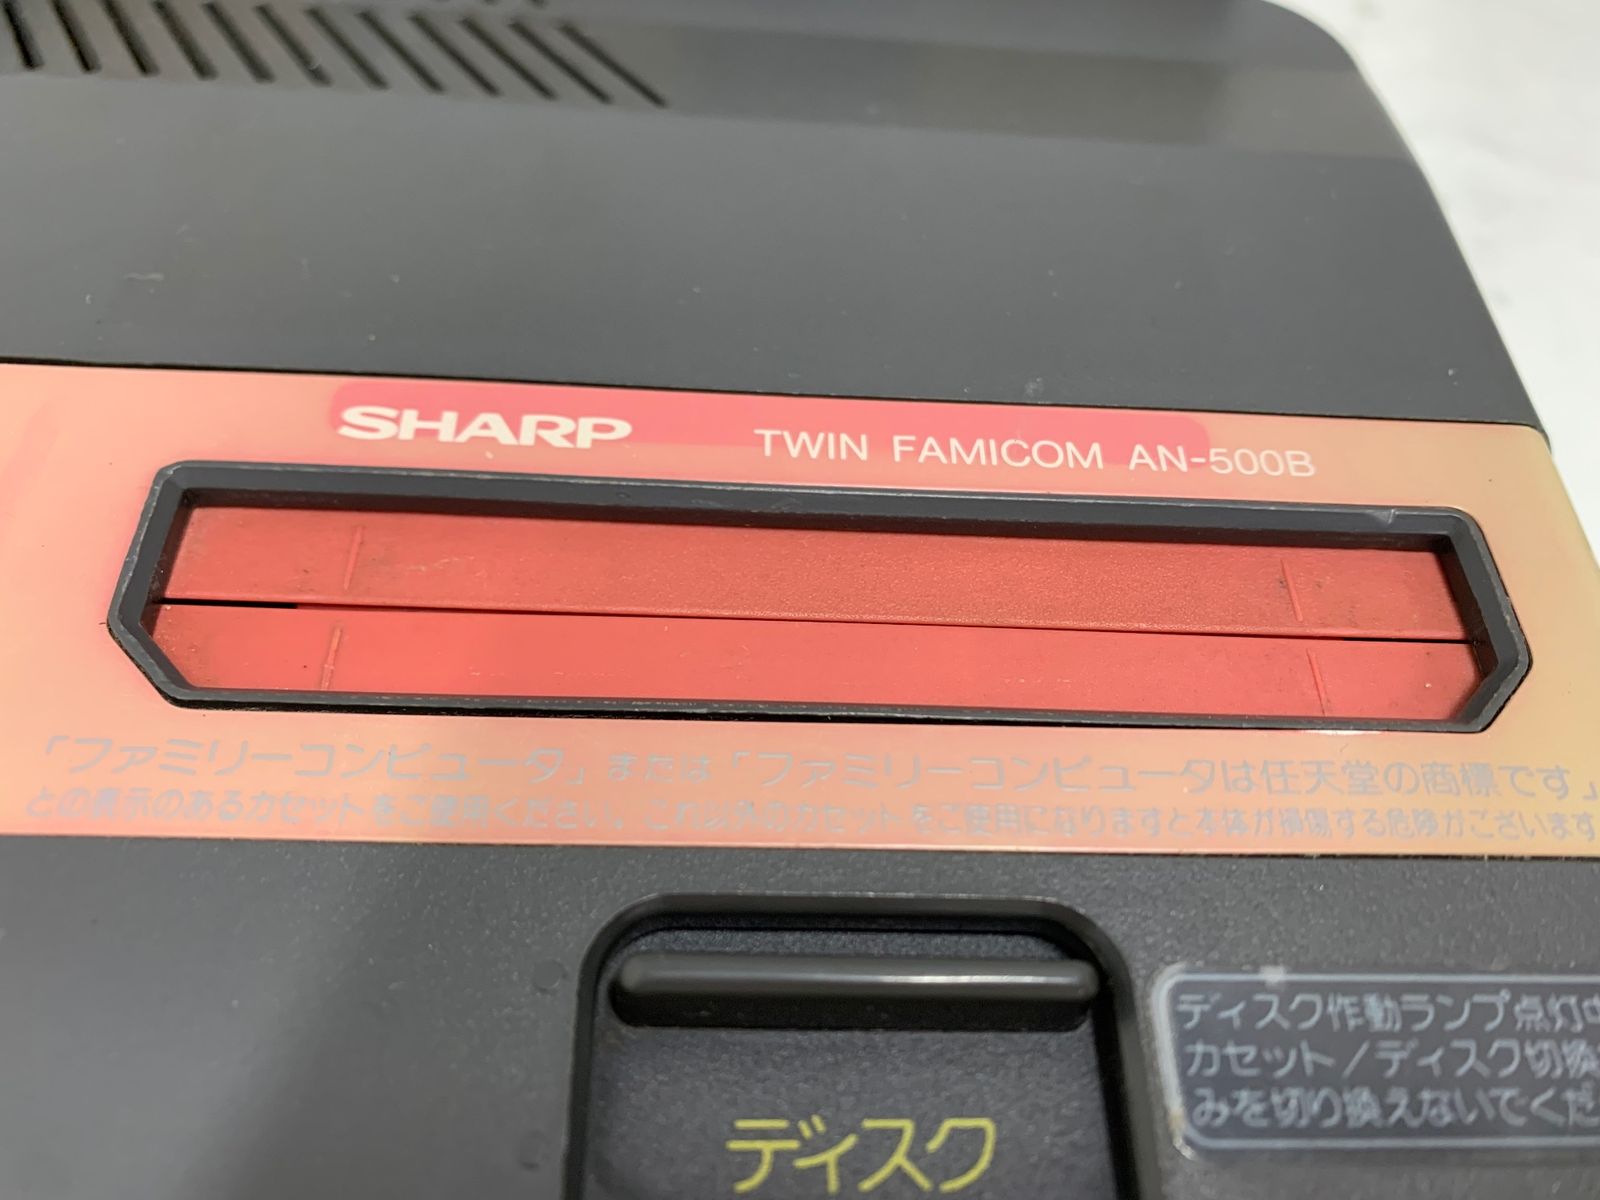 SHARP TWIN FAMICOM AN-500B
「ファミリーコンピュータ」または「ファミリーコンピュータは任天堂の商標です」
との表示のあるカセットをご使用ください。これ以外のカセットをご使用になりますと本体が損傷する危険がございます
ディスク
ディスク作動ランプ点灯中
カセット/ディスク切換
みを切り換えないでくだ